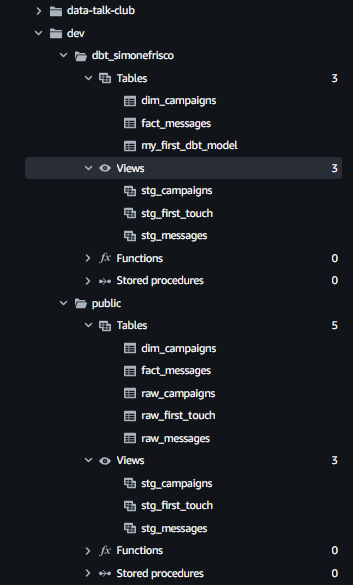 data-talk-club
dev
dbt_simonefrisco
Tables 3
dim_campaigns
fact_messages
my_first_dbt_model
Views 3
stg_campaigns
stg_first_touch
stg_messages
fx Functions 0
Stored procedures 0
public
Tables 5
dim_campaigns
fact_messages
raw_campaigns
raw_first_touch
raw_messages
Views 3
stg_campaigns
stg_first_touch
stg_messages
fx Functions 0
Stored procedures 0